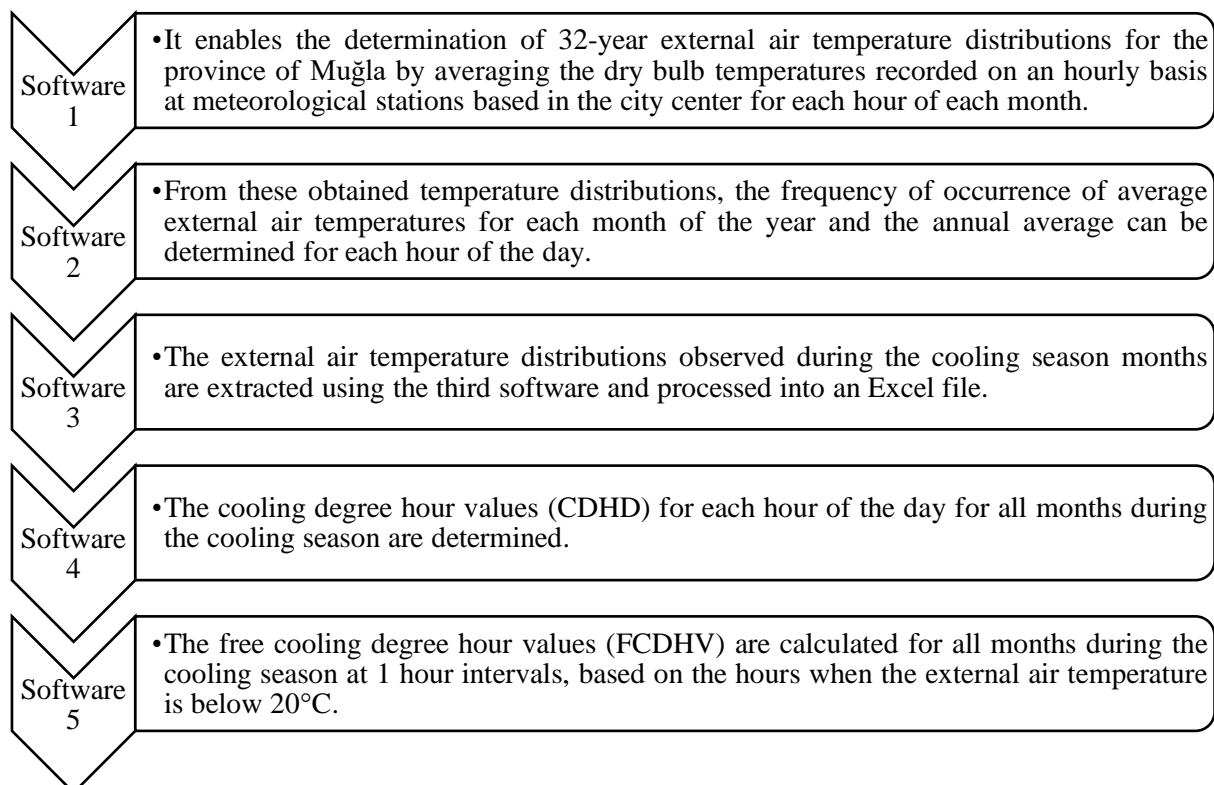 Software
1
•It enables the determination of 32-year external air temperature distributions for the
province of Muğla by averaging the dry bulb temperatures recorded on an hourly basis
at meteorological stations based in the city center for each hour of each month.
Software
2
•From these obtained temperature distributions, the frequency of occurrence of average
external air temperatures for each month of the year and the annual average can be
determined for each hour of the day.
Software
3
•The external air temperature distributions observed during the cooling season months
are extracted using the third software and processed into an Excel file.
Software
4
•The cooling degree hour values (CDHD) for each hour of the day for all months during
the cooling season are determined.
Software
5
•The free cooling degree hour values (FCDHV) are calculated for all months during the
cooling season at 1 hour intervals, based on the hours when the external air temperature
is below 20°C.